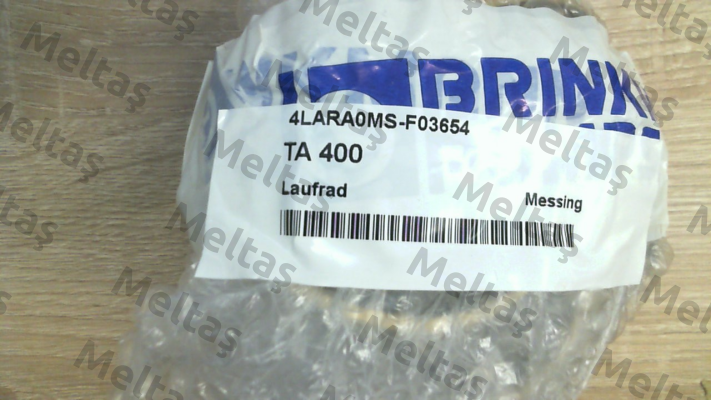 BRINK
4LARA0MS-F03654
TA 400
Laufrad
Messing
Meltaş